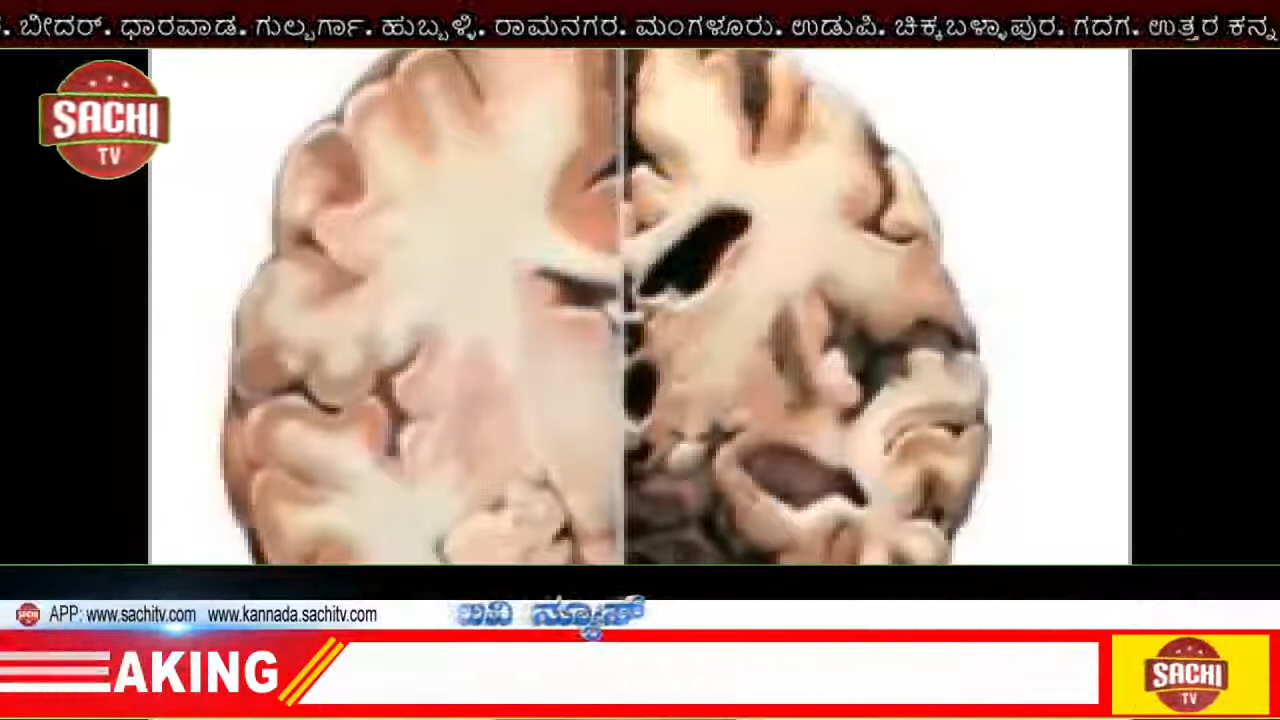 ಬೀದರ್. ಧಾರವಾಡ. ಗುಲ್ಬರ್ಗಾ. ಹುಬ್ಬಳ್ಳಿ. ರಾಮನಗರ. ಮಂಗಳೂರು. ಉಡುಪಿ. ಚಿಕ್ಕಬಳ್ಳಾಪುರ. ಗದಗ. ಉತ್ತರ ಕನ್ನ
SACHI
TV
APP: www.sachitv.com www.kannada.sachitv.com
ನ್ಯೂಸ್
AKING
SACHI
TV